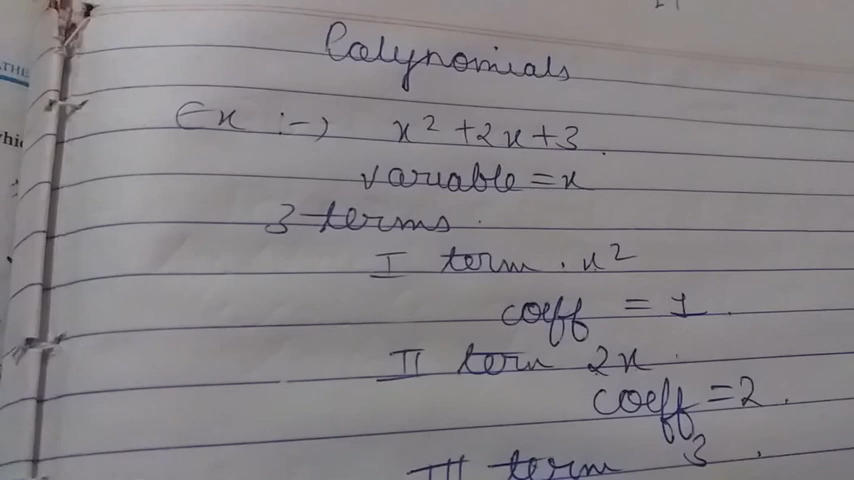 Polynomials
Ex :-) x² + 2x + 3.
variable = x
3 terms.
I term . x²
coeff = 1.
II term 2x.
coeff = 2.
III term 3.